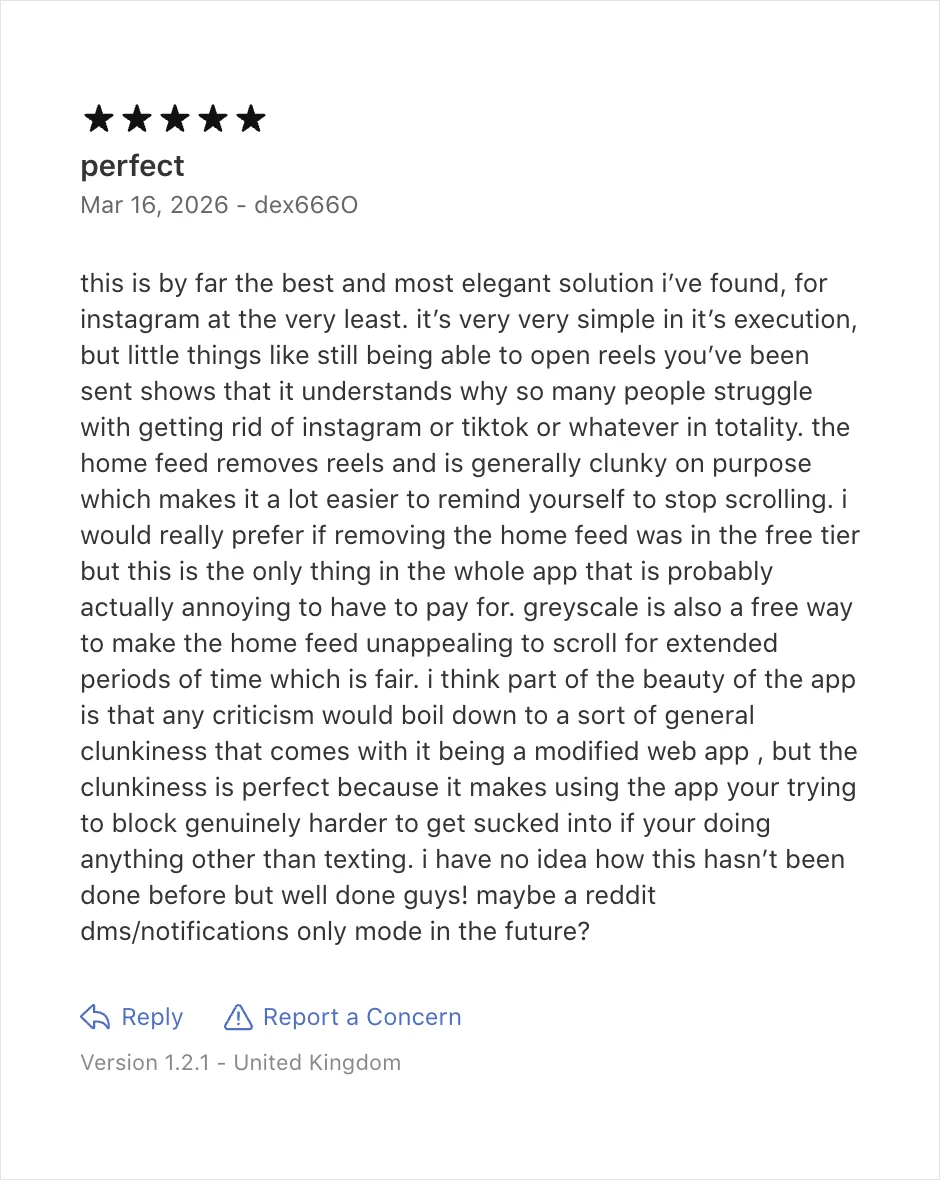 ★★★★★
perfect
Mar 16, 2026 - dex666O
this is by far the best and most elegant solution i’ve found, for
instagram at the very least. it’s very very simple in it’s execution,
but little things like still being able to open reels you’ve been
sent shows that it understands why so many people struggle
with getting rid of instagram or tiktok or whatever in totality. the
home feed removes reels and is generally clunky on purpose
which makes it a lot easier to remind yourself to stop scrolling. i
would really prefer if removing the home feed was in the free tier
but this is the only thing in the whole app that is probably
actually annoying to have to pay for. greyscale is also a free way
to make the home feed unappealing to scroll for extended
periods of time which is fair. i think part of the beauty of the app
is that any criticism would boil down to a sort of general
clunkiness that comes with it being a modified web app , but the
clunkiness is perfect because it makes using the app your trying
to block genuinely harder to get sucked into if your doing
anything other than texting. i have no idea how this hasn’t been
done before but well done guys! maybe a reddit
dms/notifications only mode in the future?
Reply Report a Concern
Version 1.2.1 - United Kingdom